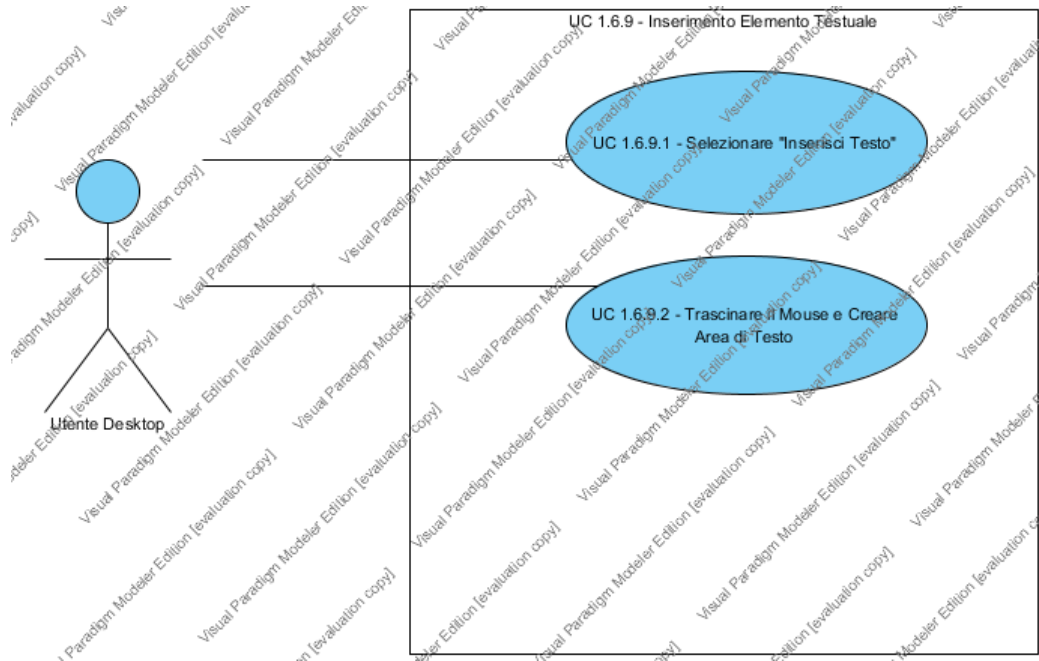 UC 1.6.9 - Inserimento Elemento Testuale
UC 1.6.9.1 - Selezionare "Inserisci Testo"
UC 1.6.9.2 - Trascinare il Mouse e Creare
Area di Testo
Utente Desktop
Visual Paradigm Modeler Edition [evaluation copy]